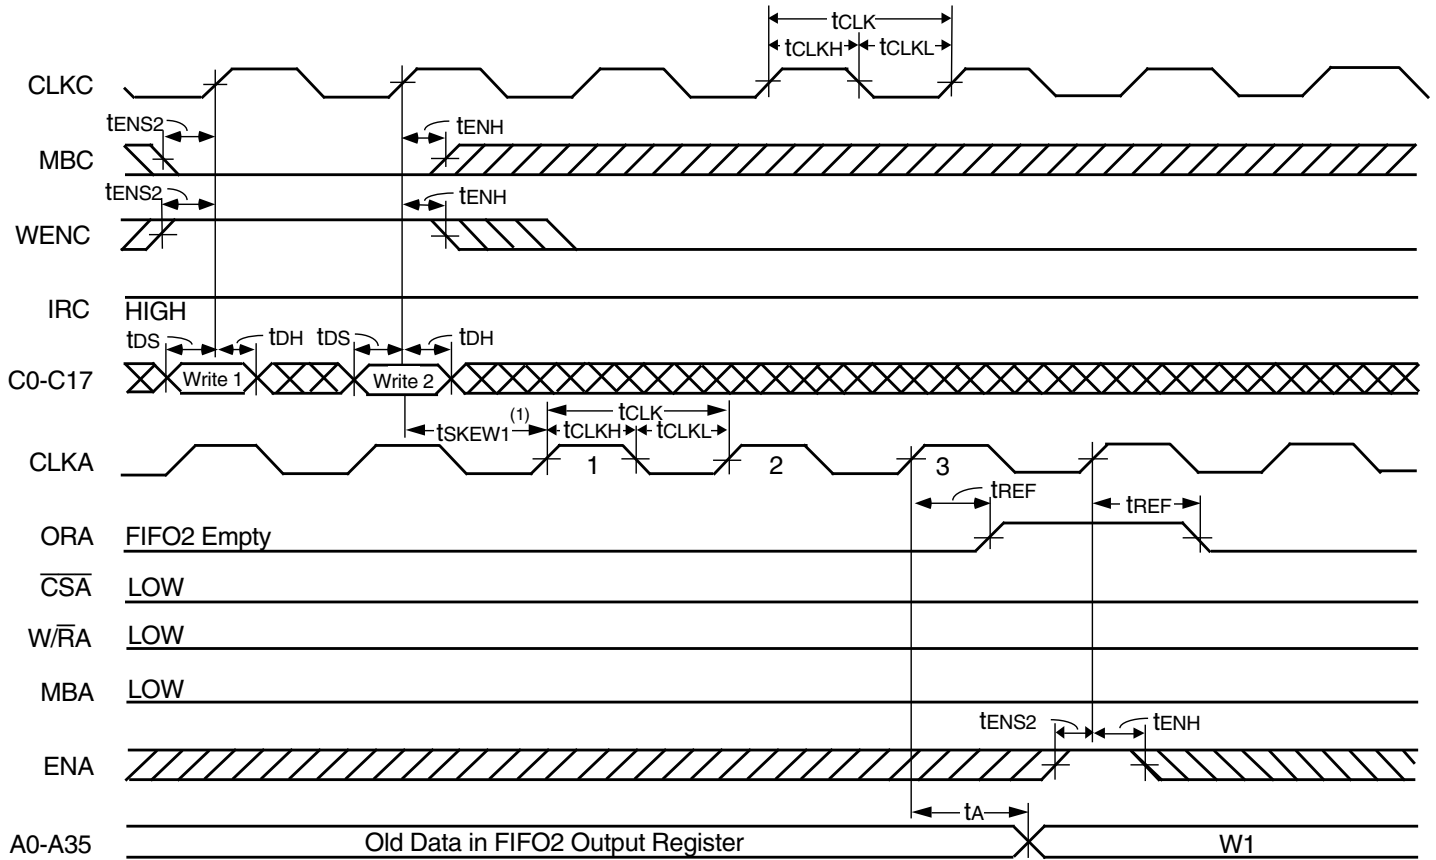 tCLK
tCLKH tCLKL
CLKC
tENS2 tENH
MBC
tENS2 tENH
WENC
IRC HIGH
tDS tDH tDS tDH
C0-C17 Write 1 Write 2
tSKEW1 (1) tCLK
tCLKH tCLKL
CLKA 1 2 3
tREF tREF
ORA FIFO2 Empty
CSA LOW
W/RA LOW
MBA LOW
tENS2 tENH
ENA
tA
A0-A35 Old Data in FIFO2 Output Register W1